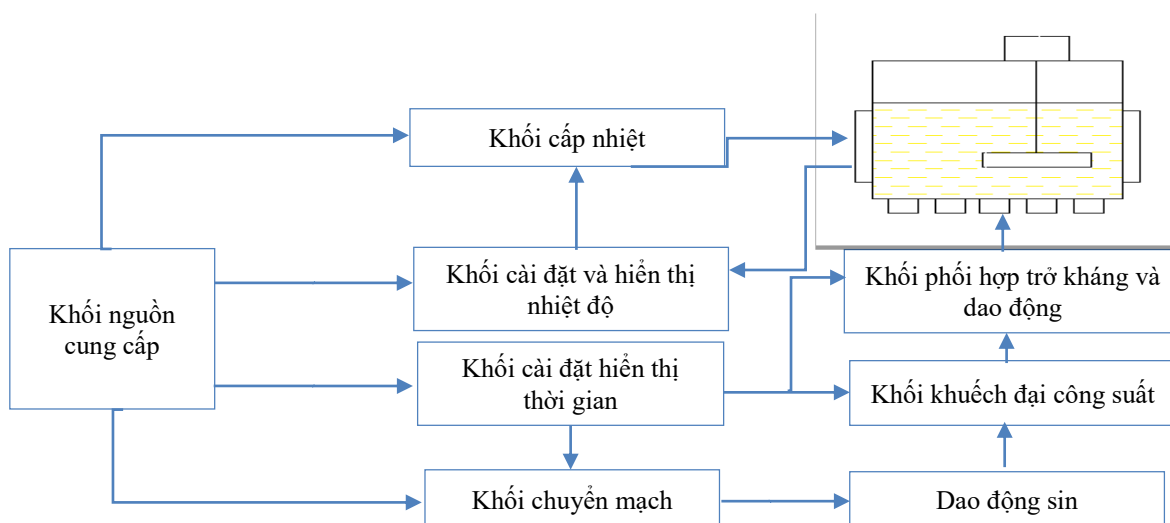 Khối cấp nhiệt
Khối nguồn
cung cấp
Khối cài đặt và hiển thị
nhiệt độ
Khối phối hợp trở kháng và
dao động
Khối cài đặt hiển thị
thời gian
Khối khuếch đại công suất
Khối chuyển mạch
Dao động sin